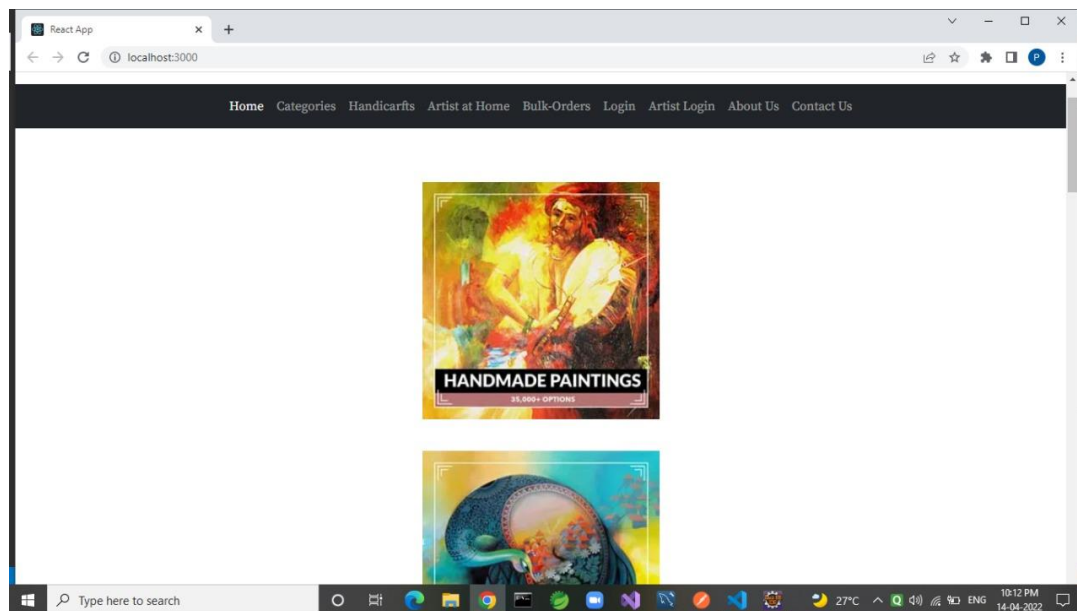 React App
localhost:3000
P
Home Categories Handicarfts Artist at Home Bulk-Orders Login Artist Login About Us Contact Us
HANDMADE PAINTINGS
35,000+ OPTIONS
Type here to search
27°C
ENG
10:12 PM
14-04-2022